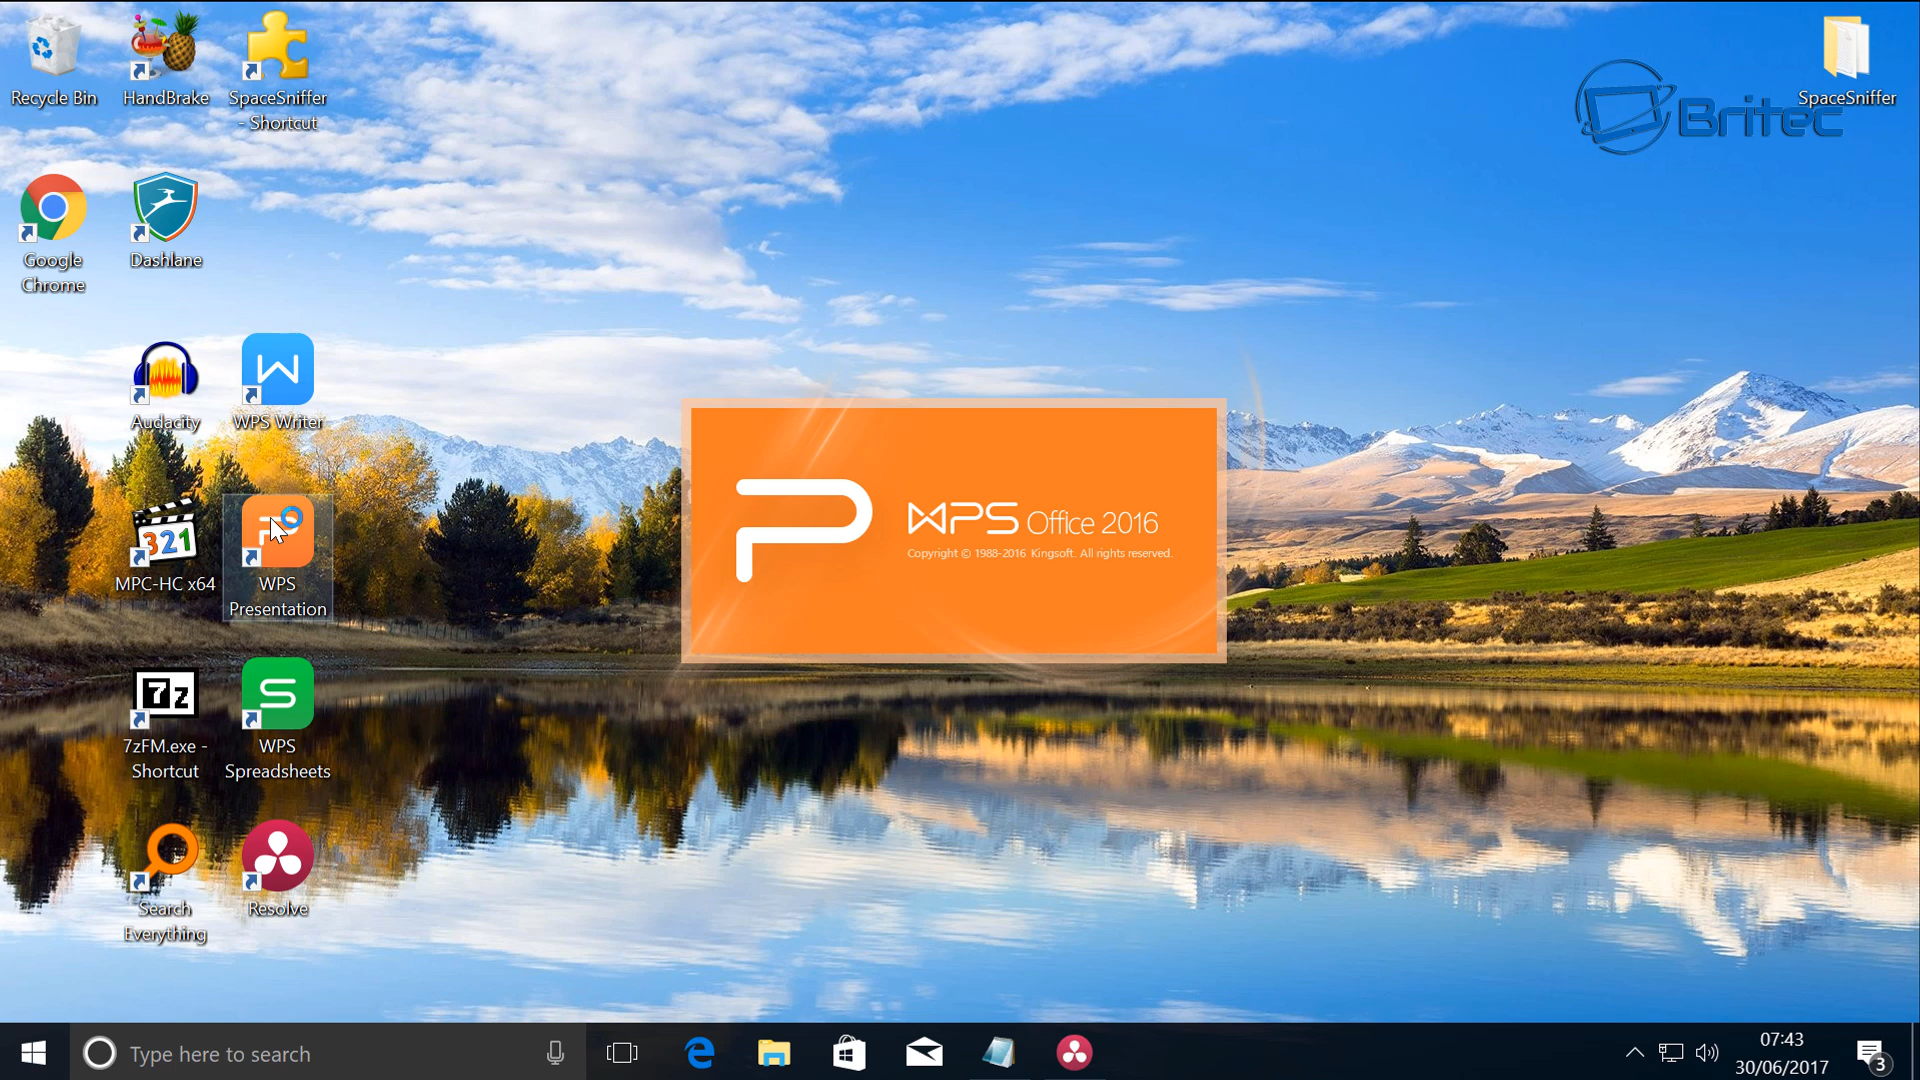 Recycle Bin
HandBrake
SpaceSniffer
- Shortcut
SpaceSniffer
Britec
Google
Chrome
Dashlane
Audacity
W
WPS Writer
321
MPC-HC x64
P
WPS
Presentation
P
WPS Office 2016
Copyright © 1988-2016 Kingsoft. All rights reserved.
7z
7zFM.exe -
Shortcut
S
WPS
Spreadsheets
Search
Everything
Resolve
Type here to search
07:43
30/06/2017
3